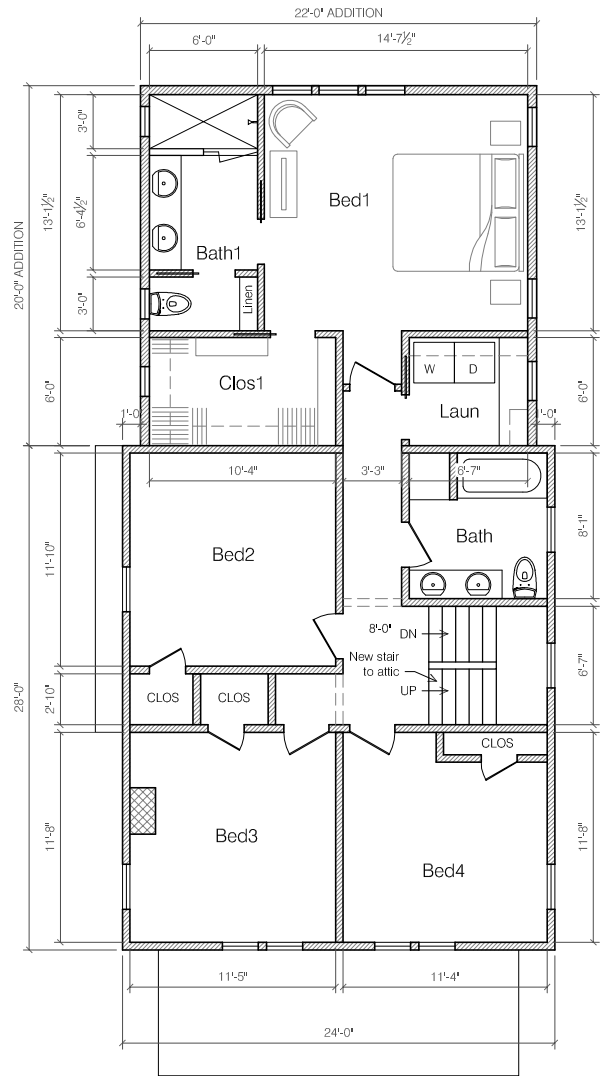 22'-0" ADDITION
6'-0"
14'-7½"
3'-0"
13'-1½"
6'-4½"
20'-0" ADDITION
Bed1
13'-1½"
Bath1
3'-0"
Linen
6'-0"
Clos1
W
D
Laun
6'-0"
1'-0"
1'-0"
10'-4"
3'-3"
6'-7"
11'-10"
Bed2
Bath
8'-1"
8'-0"
DN
New stair
to attic
UP
6'-7"
28'-0"
2'-10"
CLOS
CLOS
CLOS
11'-8"
Bed3
Bed4
11'-8"
11'-5"
11'-4"
24'-0"